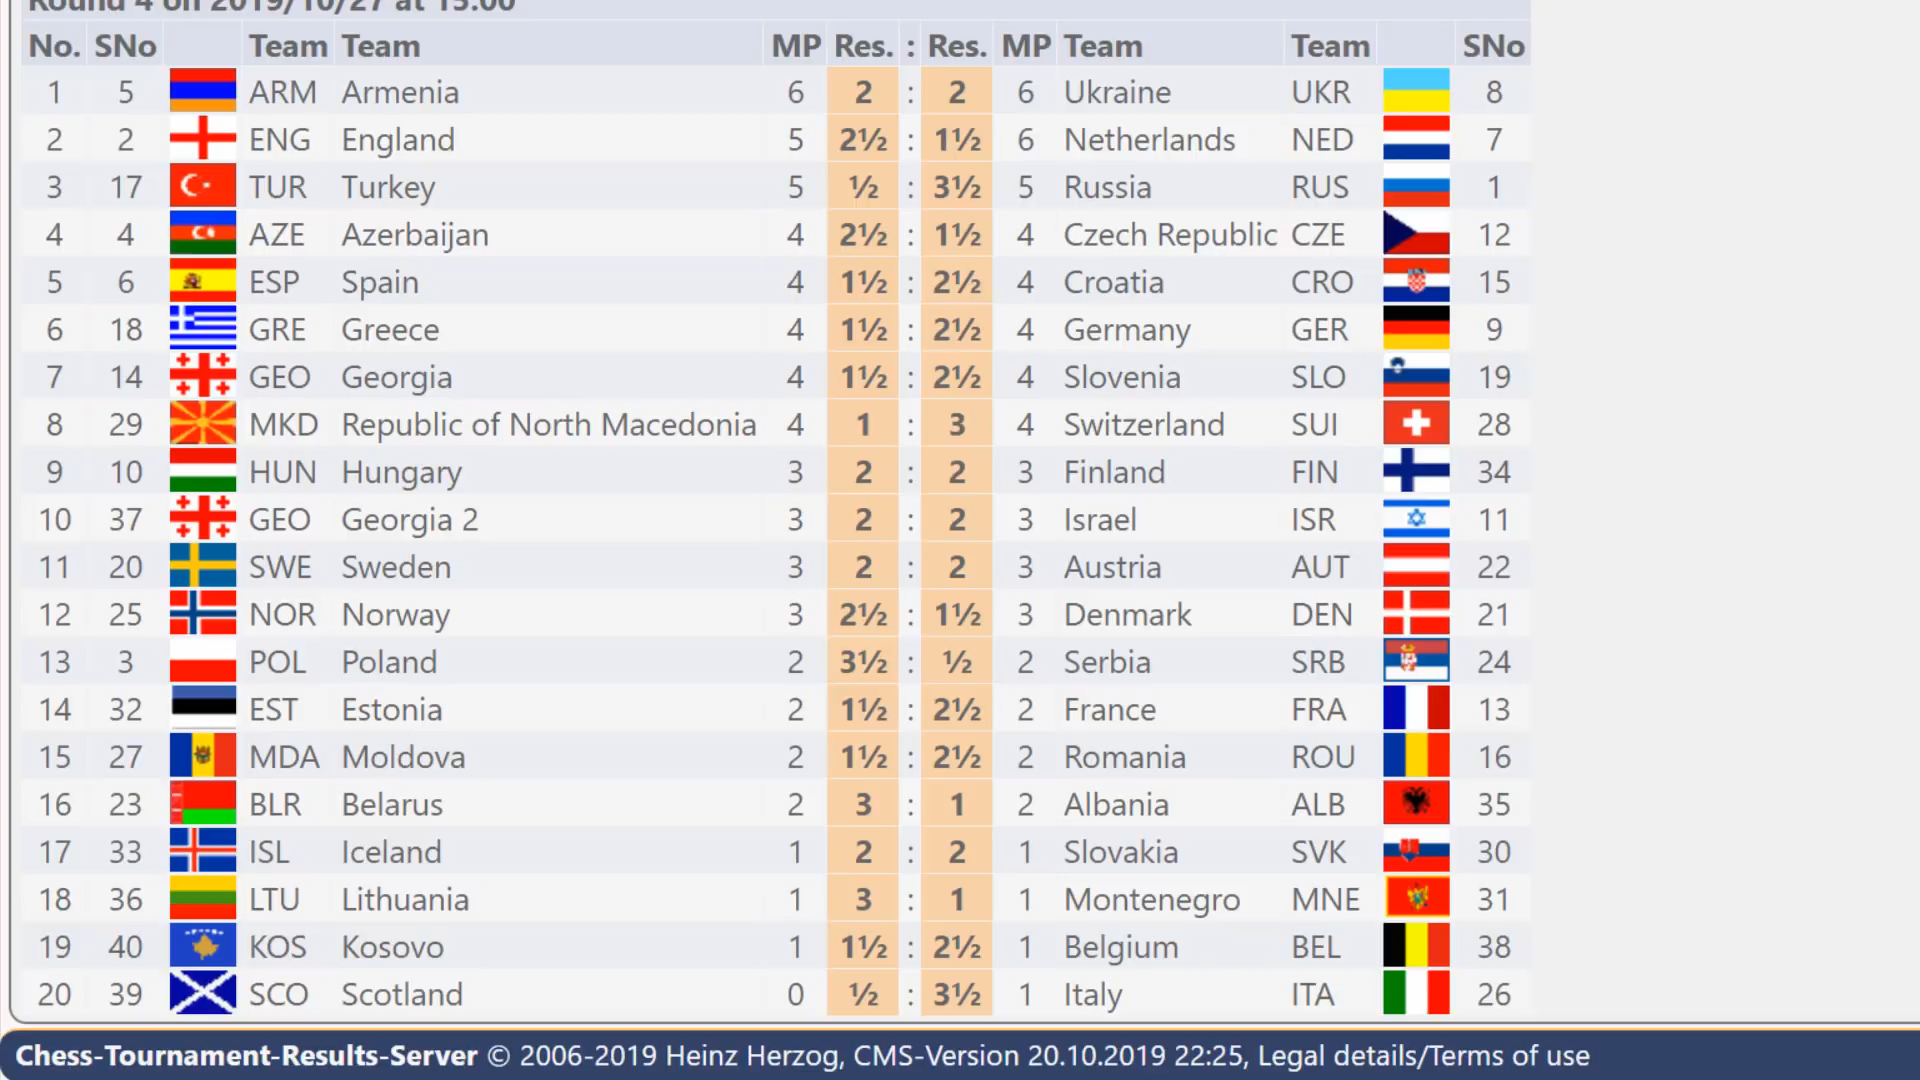 Round 4 on 2019/10/27 at 15:00
No. SNo Team Team MP Res. : Res. MP Team Team SNo
1 5 ARM Armenia 6 2 : 2 6 Ukraine UKR 8
2 2 ENG England 5 2½ : 1½ 6 Netherlands NED 7
3 17 TUR Turkey 5 ½ : 3½ 5 Russia RUS 1
4 4 AZE Azerbaijan 4 2½ : 1½ 4 Czech Republic CZE 12
5 6 ESP Spain 4 1½ : 2½ 4 Croatia CRO 15
6 18 GRE Greece 4 1½ : 2½ 4 Germany GER 9
7 14 GEO Georgia 4 1½ : 2½ 4 Slovenia SLO 19
8 29 MKD Republic of North Macedonia 4 1 : 3 4 Switzerland SUI 28
9 10 HUN Hungary 3 2 : 2 3 Finland FIN 34
10 37 GEO Georgia 2 3 2 : 2 3 Israel ISR 11
11 20 SWE Sweden 3 2 : 2 3 Austria AUT 22
12 25 NOR Norway 3 2½ : 1½ 3 Denmark DEN 21
13 3 POL Poland 2 3½ : ½ 2 Serbia SRB 24
14 32 EST Estonia 2 1½ : 2½ 2 France FRA 13
15 27 MDA Moldova 2 1½ : 2½ 2 Romania ROU 16
16 23 BLR Belarus 2 3 : 1 2 Albania ALB 35
17 33 ISL Iceland 1 2 : 2 1 Slovakia SVK 30
18 36 LTU Lithuania 1 3 : 1 1 Montenegro MNE 31
19 40 KOS Kosovo 1 1½ : 2½ 1 Belgium BEL 38
20 39 SCO Scotland 0 ½ : 3½ 1 Italy ITA 26
Chess-Tournament-Results-Server © 2006-2019 Heinz Herzog, CMS-Version 20.10.2019 22:25, Legal details/Terms of use